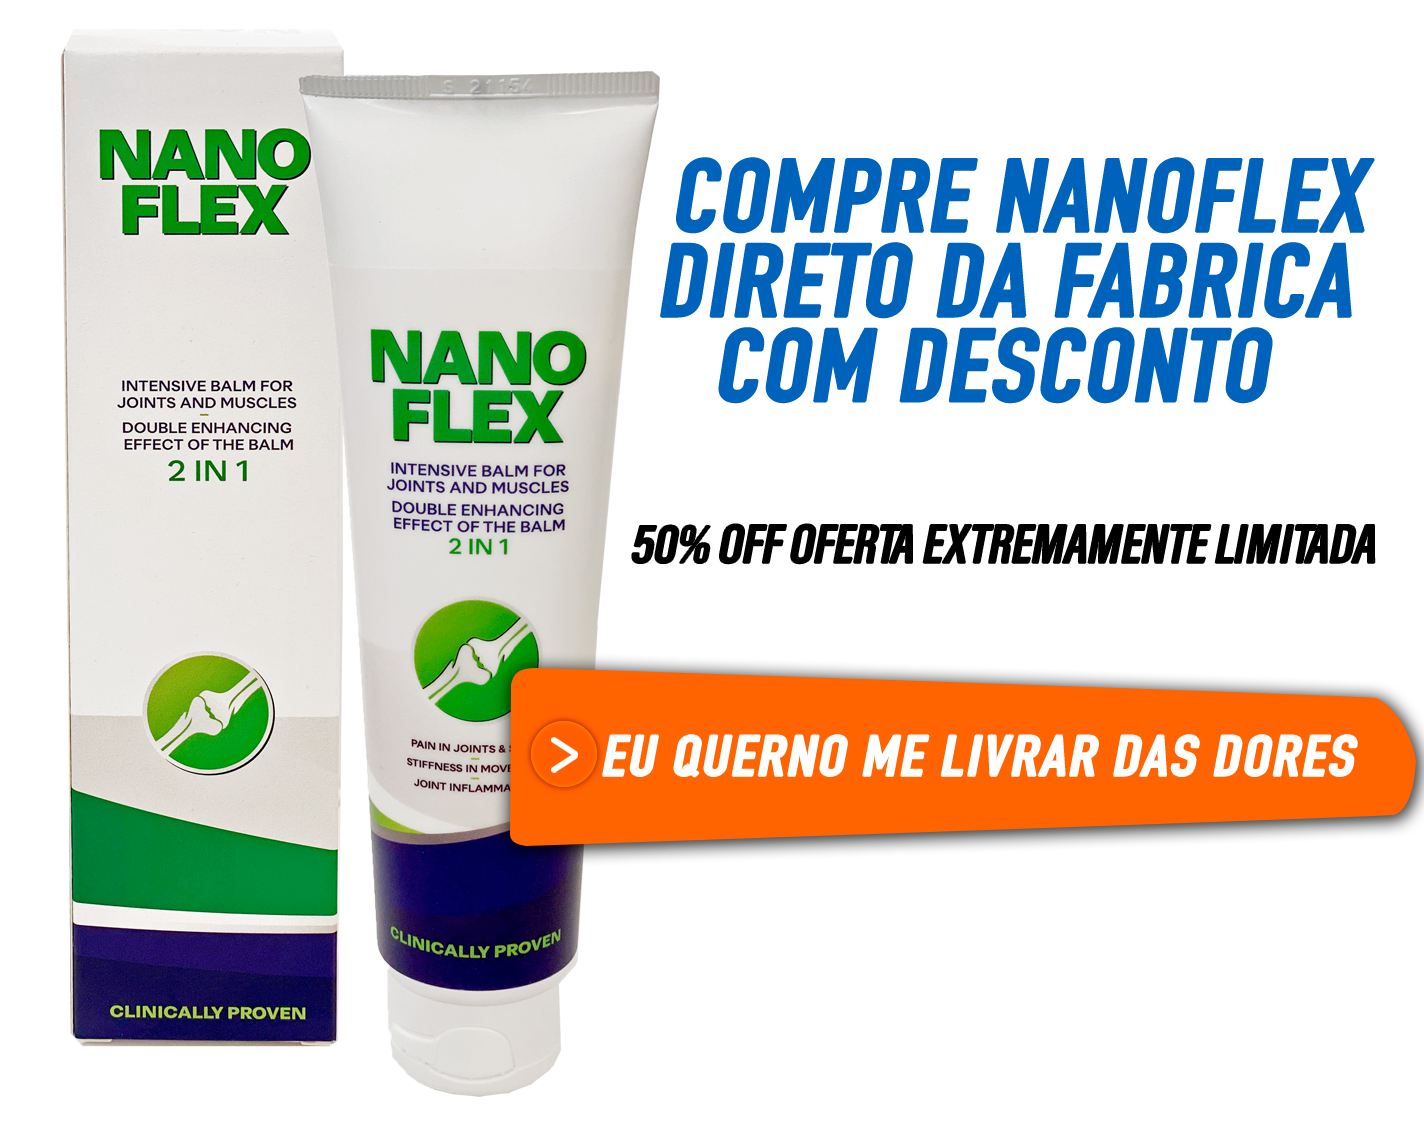 NANO
FLEX
INTENSIVE BALM FOR
JOINTS AND MUSCLES
DOUBLE ENHANCING
EFFECT OF THE BALM
2 IN 1
CLINICALLY PROVEN
S 21154
NANO
FLEX
INTENSIVE BALM FOR
JOINTS AND MUSCLES
DOUBLE ENHANCING
EFFECT OF THE BALM
2 IN 1
PAIN IN JOINTS &
STIFFNESS IN
JOINT
CLINICALLY PROVEN
COMPRE NANOFLEX
DIRETO DA FABRICA
COM DESCONTO
50% OFF OFERTA EXTREMAMENTE LIMITADA
> EU QUERNO ME LIVRAR DAS DORES